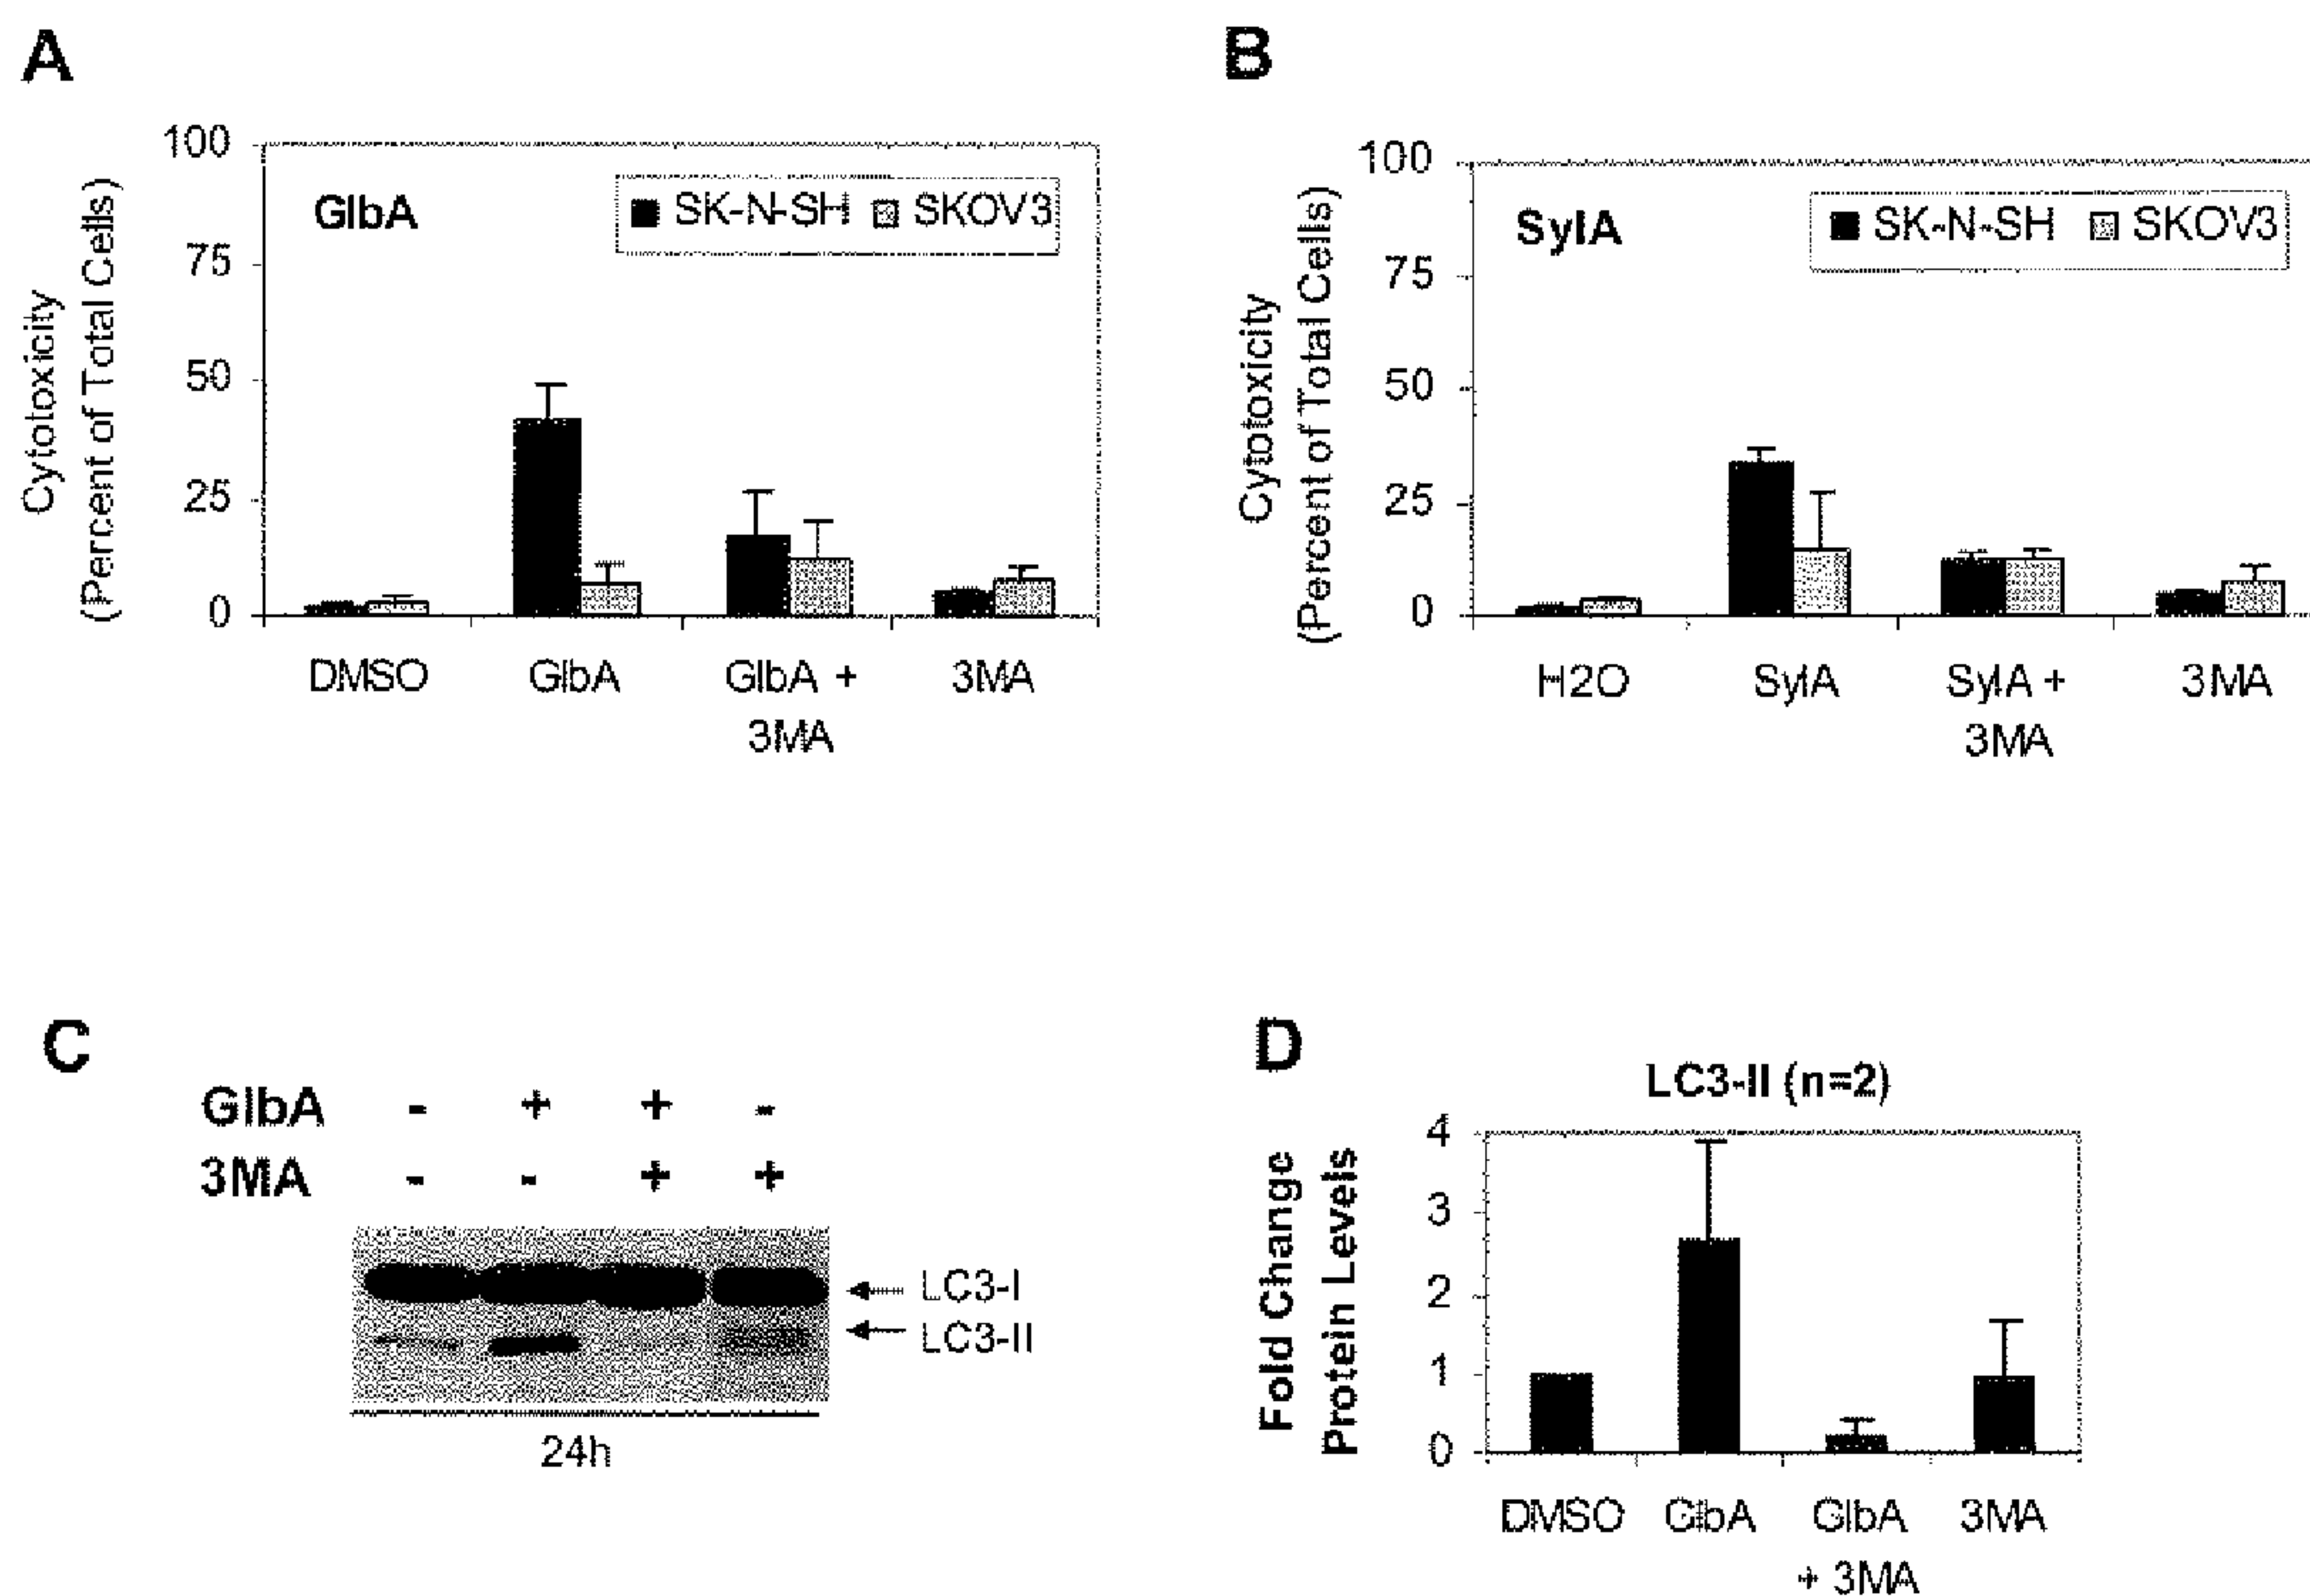 A
Cytotoxicity
(Percent of Total Cells)
100
75
50
25
0
GlbA
SK-N-SH SKOV3
DMSO GlbA GlbA + 3MA
3MA
B
Cytotoxicity
(Percent of Total Cells)
100
75
50
25
0
SylA
SK-N-SH SKOV3
H2O SylA SylA + 3MA
3MA
C
GlbA - + + -
3MA - - + +
LC3-I
LC3-II
24h
D
LC3-II (n=2)
Fold Change
Protein Levels
4
3
2
1
0
DMSO GlbA GlbA 3MA
+ 3MA